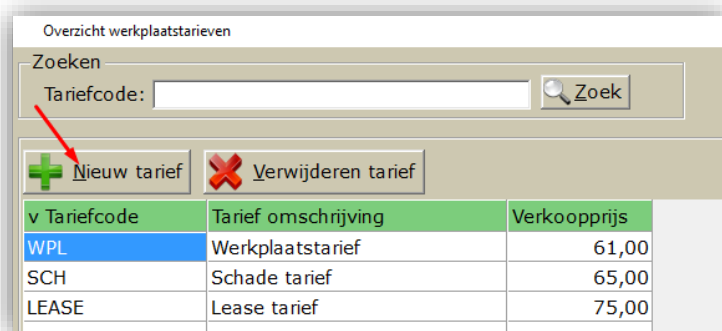 Overzicht werkplaatstarieven
Zoeken
Tariefcode: Zoek
Nieuw tarief Verwijderen tarief
v Tariefcode Tarief omschrijving Verkoopprijs
WPL Werkplaatstarief 61,00
SCH Schade tarief 65,00
LEASE Lease tarief 75,00